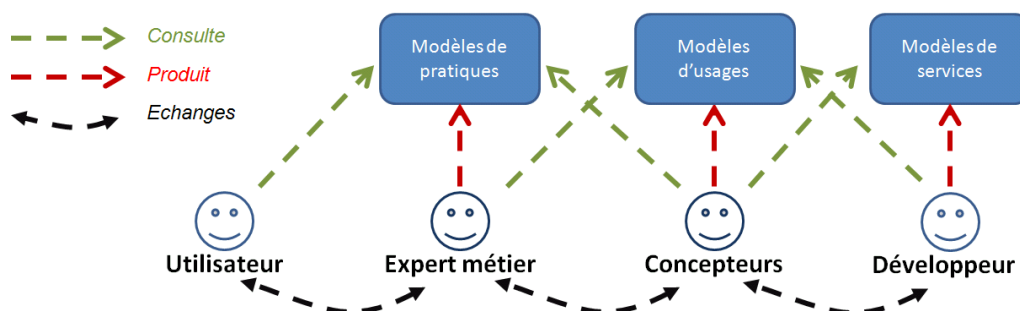 Consulte
Produit
Echanges
Modèles de
pratiques
Modèles
d'usages
Modèles de
services
Utilisateur
Expert métier
Concepteurs
Développeur